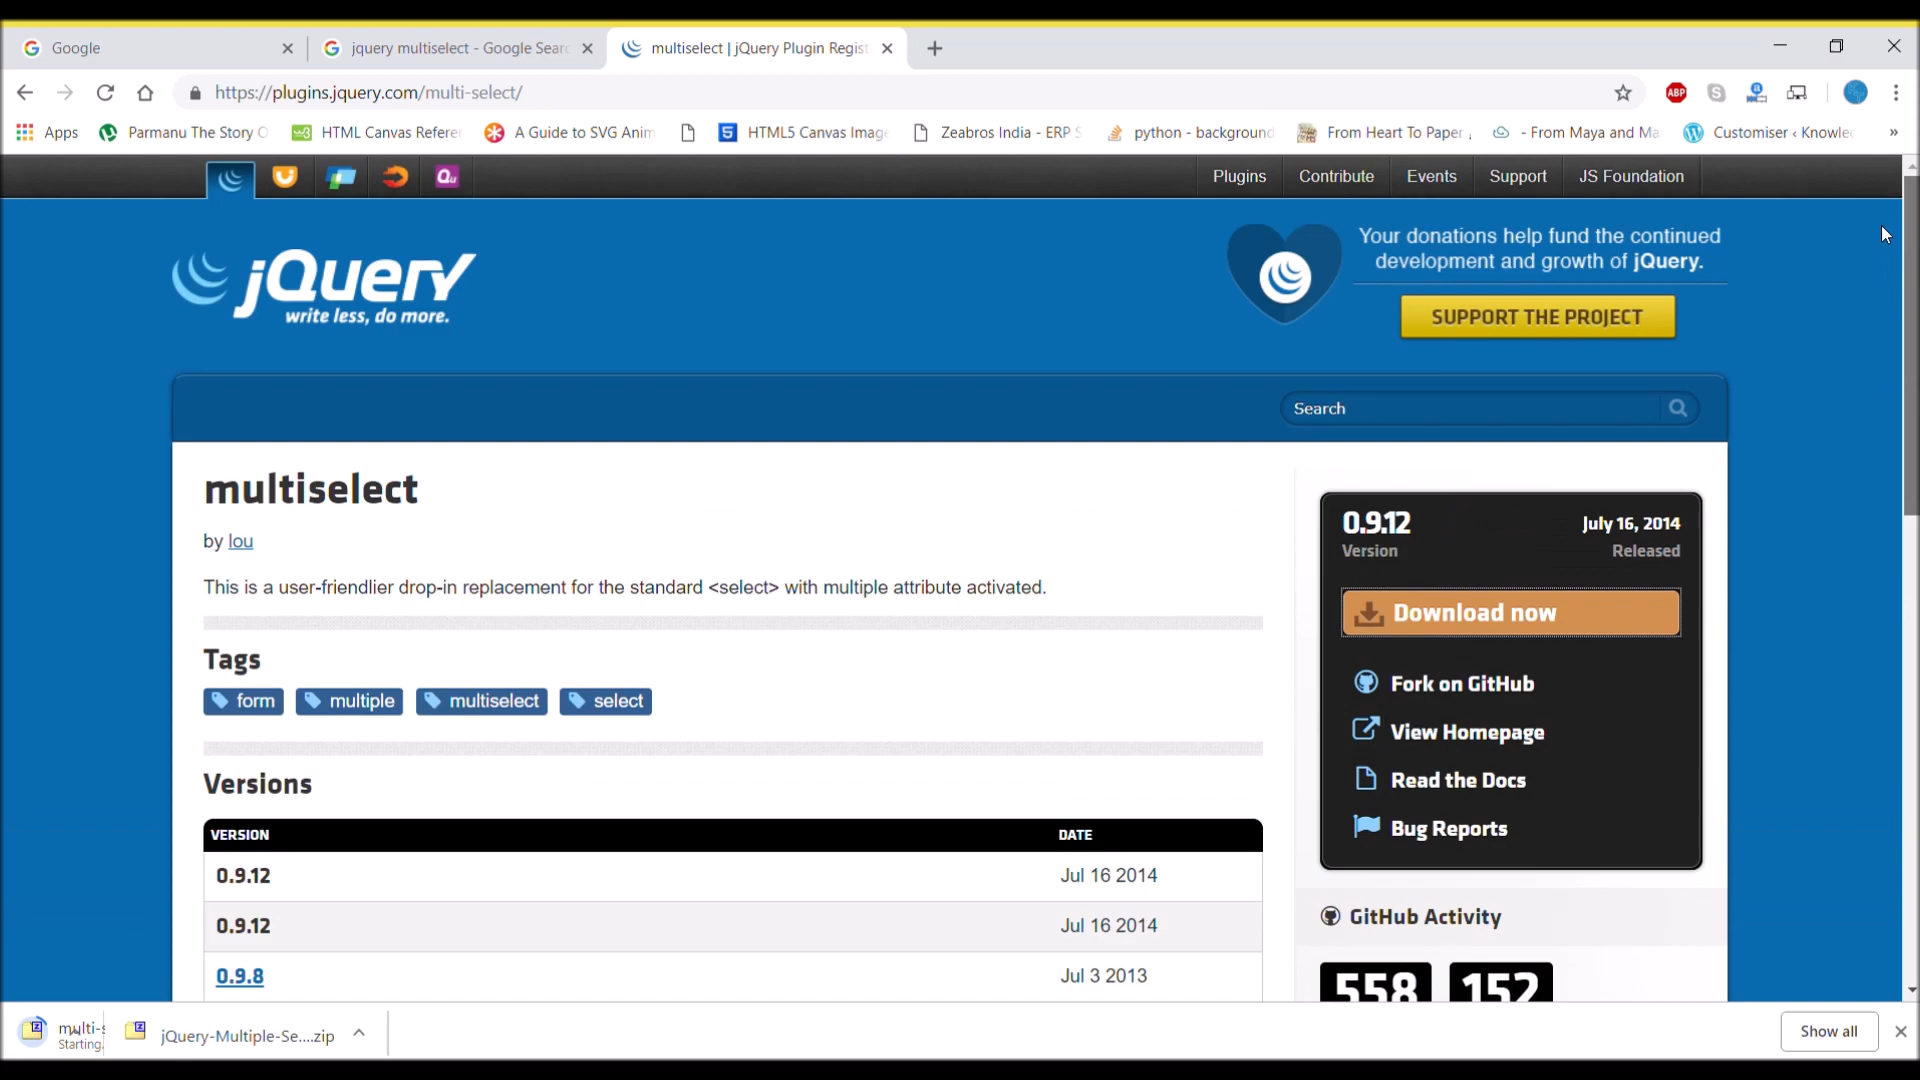 Google
jquery multiselect - Google Searc
multiselect | jQuery Plugin Regist
https://plugins.jquery.com/multi-select/
ABP
Apps
Parmanu The Story O
HTML Canvas Refere
A Guide to SVG Anim
HTML5 Canvas Imag
Zeabros India - ERP S
python - background
From Heart To Paper
- From Maya and Ma
Customiser ‹ Knowled
»
Qu
Plugins
Contribute
Events
Support
JS Foundation
jQuery
write less, do more.
Your donations help fund the continued
development and growth of jQuery.
SUPPORT THE PROJECT
Search
multiselect
by lou
This is a user-friendlier drop-in replacement for the standard <select> with multiple attribute activated.
Tags
form
multiple
multiselect
select
Versions
VERSION DATE
0.9.12 Jul 16 2014
0.9.12 Jul 16 2014
0.9.8 Jul 3 2013
0.9.12 July 16, 2014
Version Released
Download now
Fork on GitHub
View Homepage
Read the Docs
Bug Reports
GitHub Activity
558 152
multi-s
Starting.
jQuery-Multiple-Se....zip
Show all